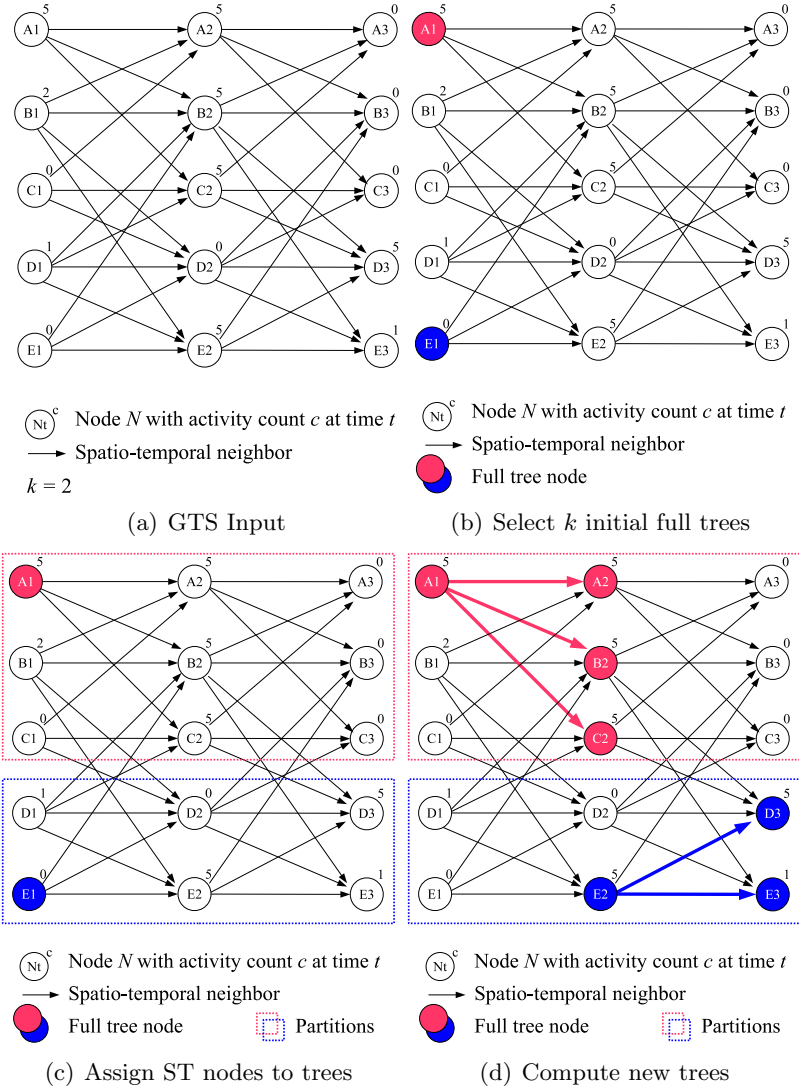 5 5 0
A1 A2 A3
2 5 0
B1 B2 B3
0 5 0
C1 C2 C3
1 0 5
D1 D2 D3
0 5 1
E1 E2 E3
Nt c Node N with activity count c at time t
Spatio-temporal neighbor
k = 2
(a) GTS Input
5 5 0
A1 A2 A3
2 5 0
B1 B2 B3
0 5 0
C1 C2 C3
1 0 5
D1 D2 D3
0 5 1
E1 E2 E3
Nt c Node N with activity count c at time t
Spatio-temporal neighbor
Full tree node
(b) Select k initial full trees
5 5 0
A1 A2 A3
2 5 0
B1 B2 B3
0 5 0
C1 C2 C3
1 0 5
D1 D2 D3
0 5 1
E1 E2 E3
Nt c Node N with activity count c at time t
Spatio-temporal neighbor
Full tree node Partitions
(c) Assign ST nodes to trees
5 5 0
A1 A2 A3
2 5 0
B1 B2 B3
0 5 0
C1 C2 C3
1 0 5
D1 D2 D3
0 5 1
E1 E2 E3
Nt c Node N with activity count c at time t
Spatio-temporal neighbor
Full tree node Partitions
(d) Compute new trees